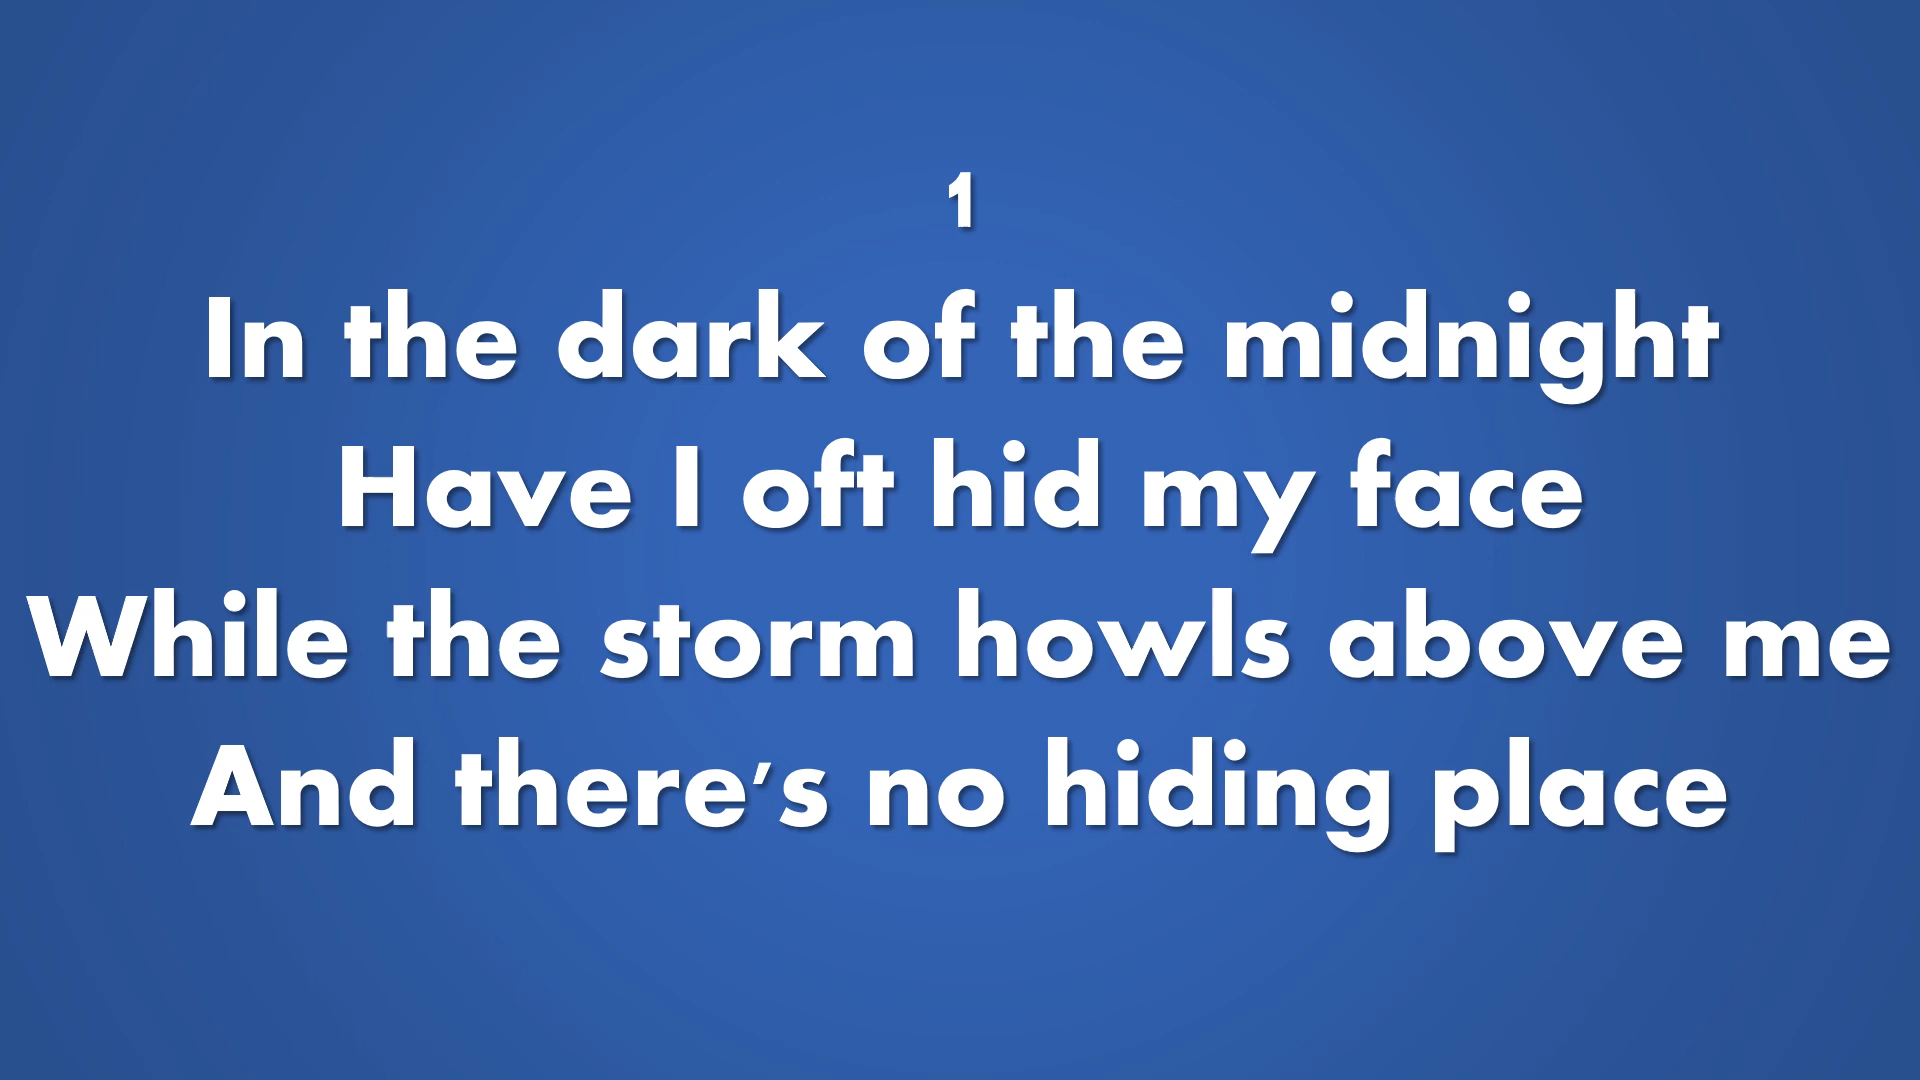 1
In the dark of the midnight
Have I oft hid my face
While the storm howls above me
And there's no hiding place